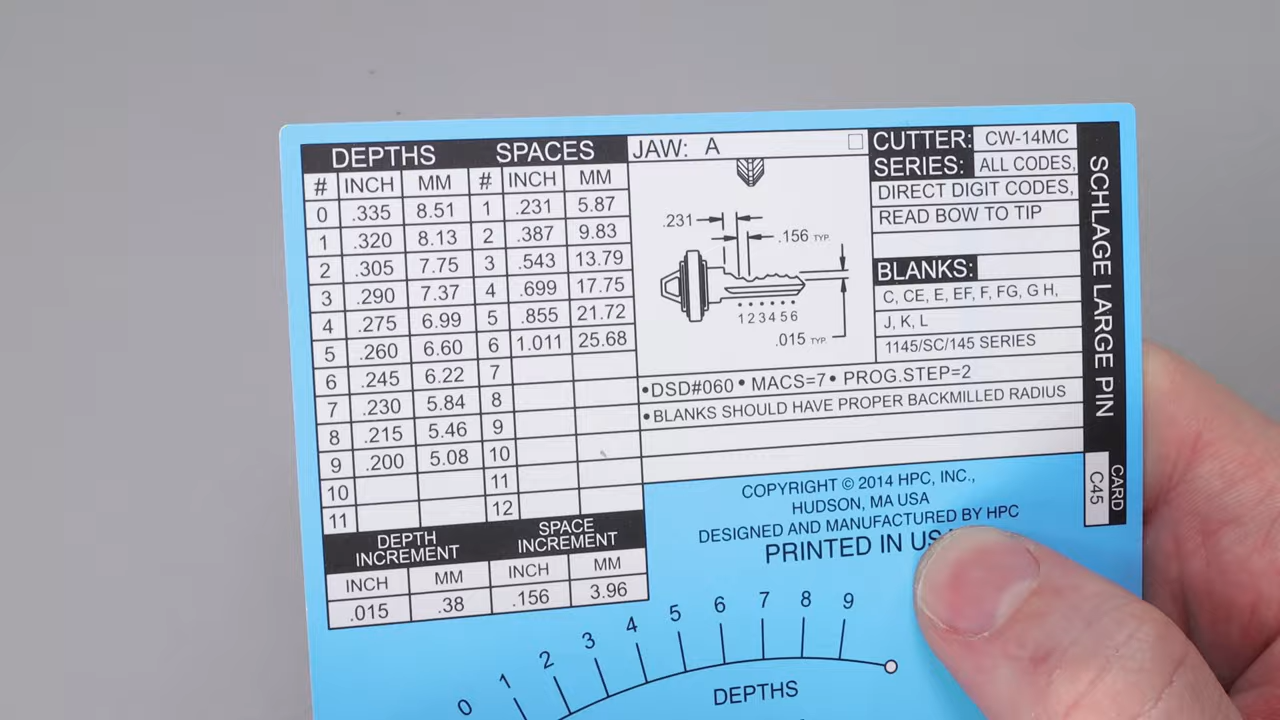 DEPTHS SPACES
# INCH MM # INCH MM
0 .335 8.51 1 .231 5.87
1 .320 8.13 2 .387 9.83
2 .305 7.75 3 .543 13.79
3 .290 7.37 4 .699 17.75
4 .275 6.99 5 .855 21.72
5 .260 6.60 6 1.011 25.68
6 .245 6.22 7
7 .230 5.84 8
8 .215 5.46 9
9 .200 5.08 10
10 11
11 12
DEPTH INCREMENT SPACE INCREMENT
INCH MM INCH MM
.015 .38 .156 3.96
JAW: A
.231
.156 TYP.
1 2 3 4 5 6
.015 TYP.
CUTTER: CW-14MC
SERIES: ALL CODES,
DIRECT DIGIT CODES,
READ BOW TO TIP
BLANKS:
C, CE, E, EF, F, FG, G H,
J, K, L
1145/SC/145 SERIES
•DSD#060 • MACS=7 • PROG.STEP=2
•BLANKS SHOULD HAVE PROPER BACKMILLED RADIUS
SCHLAGE LARGE PIN
CARD
C45
COPYRIGHT © 2014 HPC, INC.,
HUDSON, MA USA
DESIGNED AND MANUFACTURED BY HPC
PRINTED IN
0 1 2 3 4 5 6 7 8 9
DEPTHS